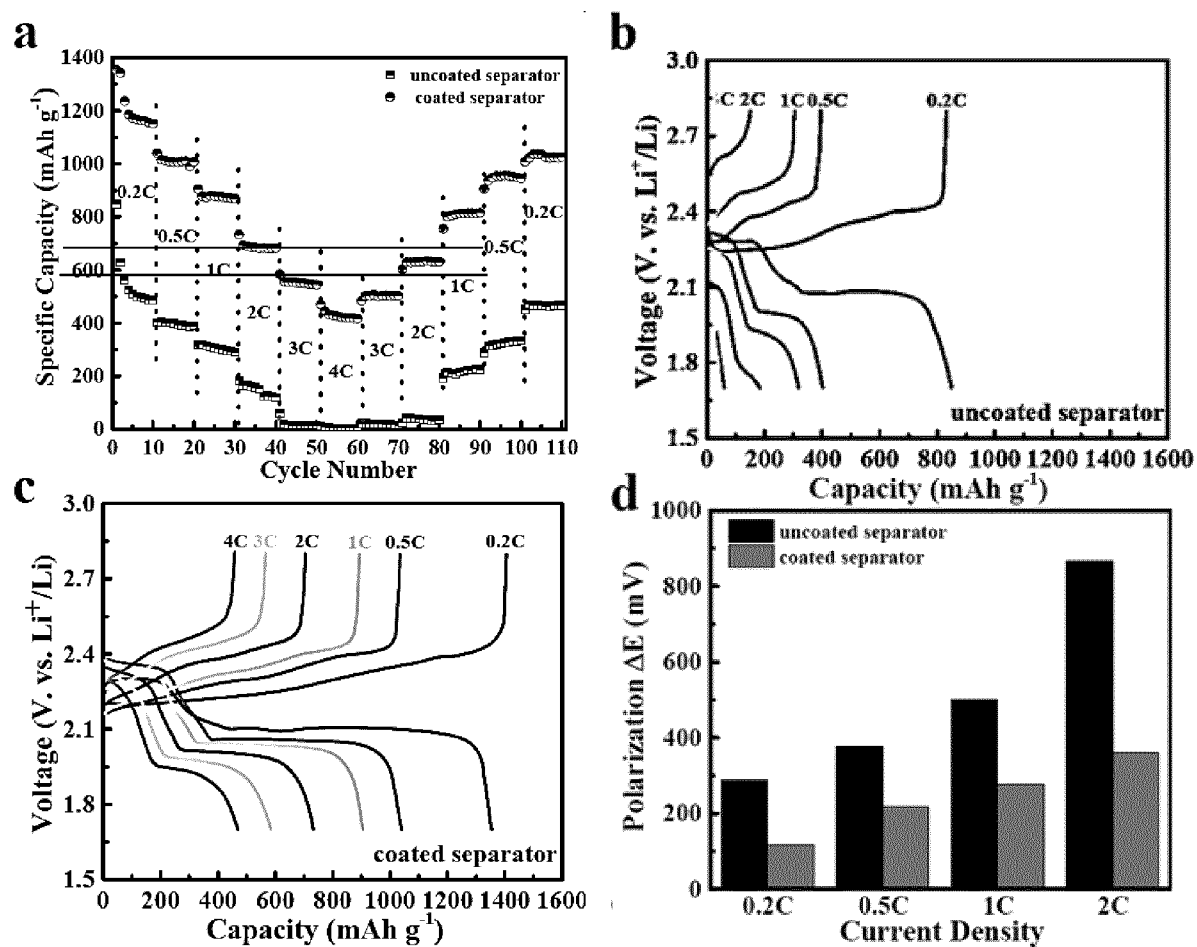 a
1400
1200
1000
800
600
400
200
0
Specific Capacity (mAh g-1)
uncoated separator
coated separator
0.2C
0.5C
1C
2C
3C
4C
3C
2C
1C
0.5C
0.2C
0 10 20 30 40 50 60 70 80 90 100 110
Cycle Number
b
3.0
2.7
2.4
2.1
1.8
1.5
Voltage (V. vs. Li+/Li)
2C 1C 0.5C 0.2C
uncoated separator
0 200 400 600 800 1000 1200 1400 1600
Capacity (mAh g-1)
c
3.0
2.7
2.4
2.1
1.8
1.5
Voltage (V. vs. Li+/Li)
4C 3C 2C 1C 0.5C 0.2C
coated separator
0 200 400 600 800 1000 1200 1400 1600
Capacity (mAh g-1)
d
1000
800
600
400
200
0
Polarization ΔE (mV)
uncoated separator
coated separator
0.2C 0.5C 1C 2C
Current Density